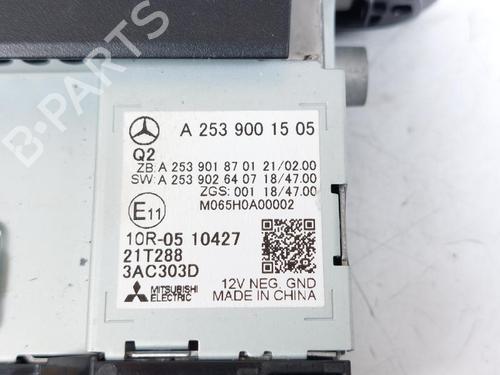 B-PARTS
A 253 900 15 05
Q2
ZB: A 253 901 87 01 21/02.00
SW: A 253 902 64 07 18/47.00
ZGS: 001 18/47.00
M065H0A00002
E11
10R-05 10427
21T288
3AC303D
MITSUBISHI
ELECTRIC
12V NEG. GND
MADE IN CHINA